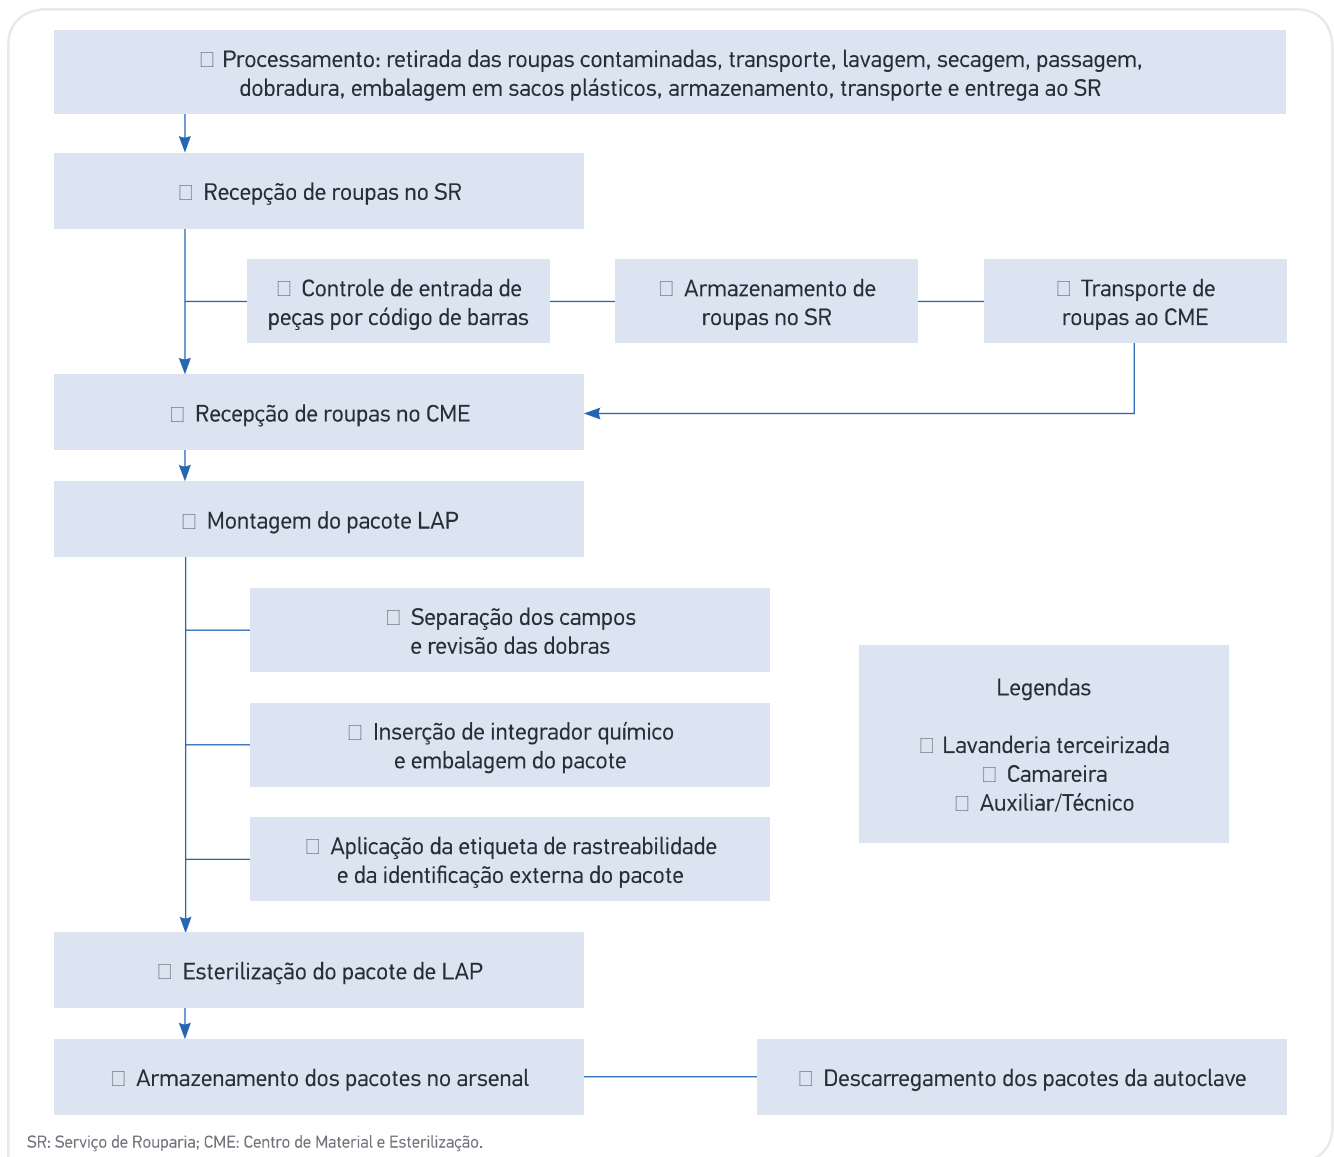 □ Processamento: retirada das roupas contaminadas, transporte, lavagem, secagem, passagem,
dobradura, embalagem em sacos plásticos, armazenamento, transporte e entrega ao SR
□ Recepção de roupas no SR
□ Controle de entrada de
peças por código de barras
□ Armazenamento de
roupas no SR
□ Transporte de
roupas ao CME
□ Recepção de roupas no CME
□ Montagem do pacote LAP
□ Separação dos campos
e revisão das dobras
□ Inserção de integrador químico
e embalagem do pacote
□ Aplicação da etiqueta de rastreabilidade
e da identificação externa do pacote
Legendas
□ Lavanderia terceirizada
□ Camareira
□ Auxiliar/Técnico
□ Esterilização do pacote de LAP
□ Armazenamento dos pacotes no arsenal
□ Descarregamento dos pacotes da autoclave
SR: Serviço de Rouparia; CME: Centro de Material e Esterilização.